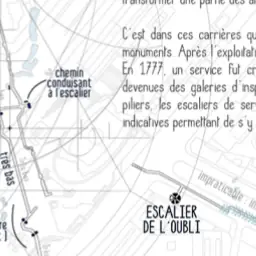 transformer une partie des a
C'est dans ces carrières qu
monuments. Après l'exploitati
En 1777, un service fut cr
devenues des galeries d'insp
piliers, les escaliers de ser
indicatives permettant de s'y
chemin
conduisant
à l'escalier
très bas
impraticable
ESCALIER
DE L'OUBLI